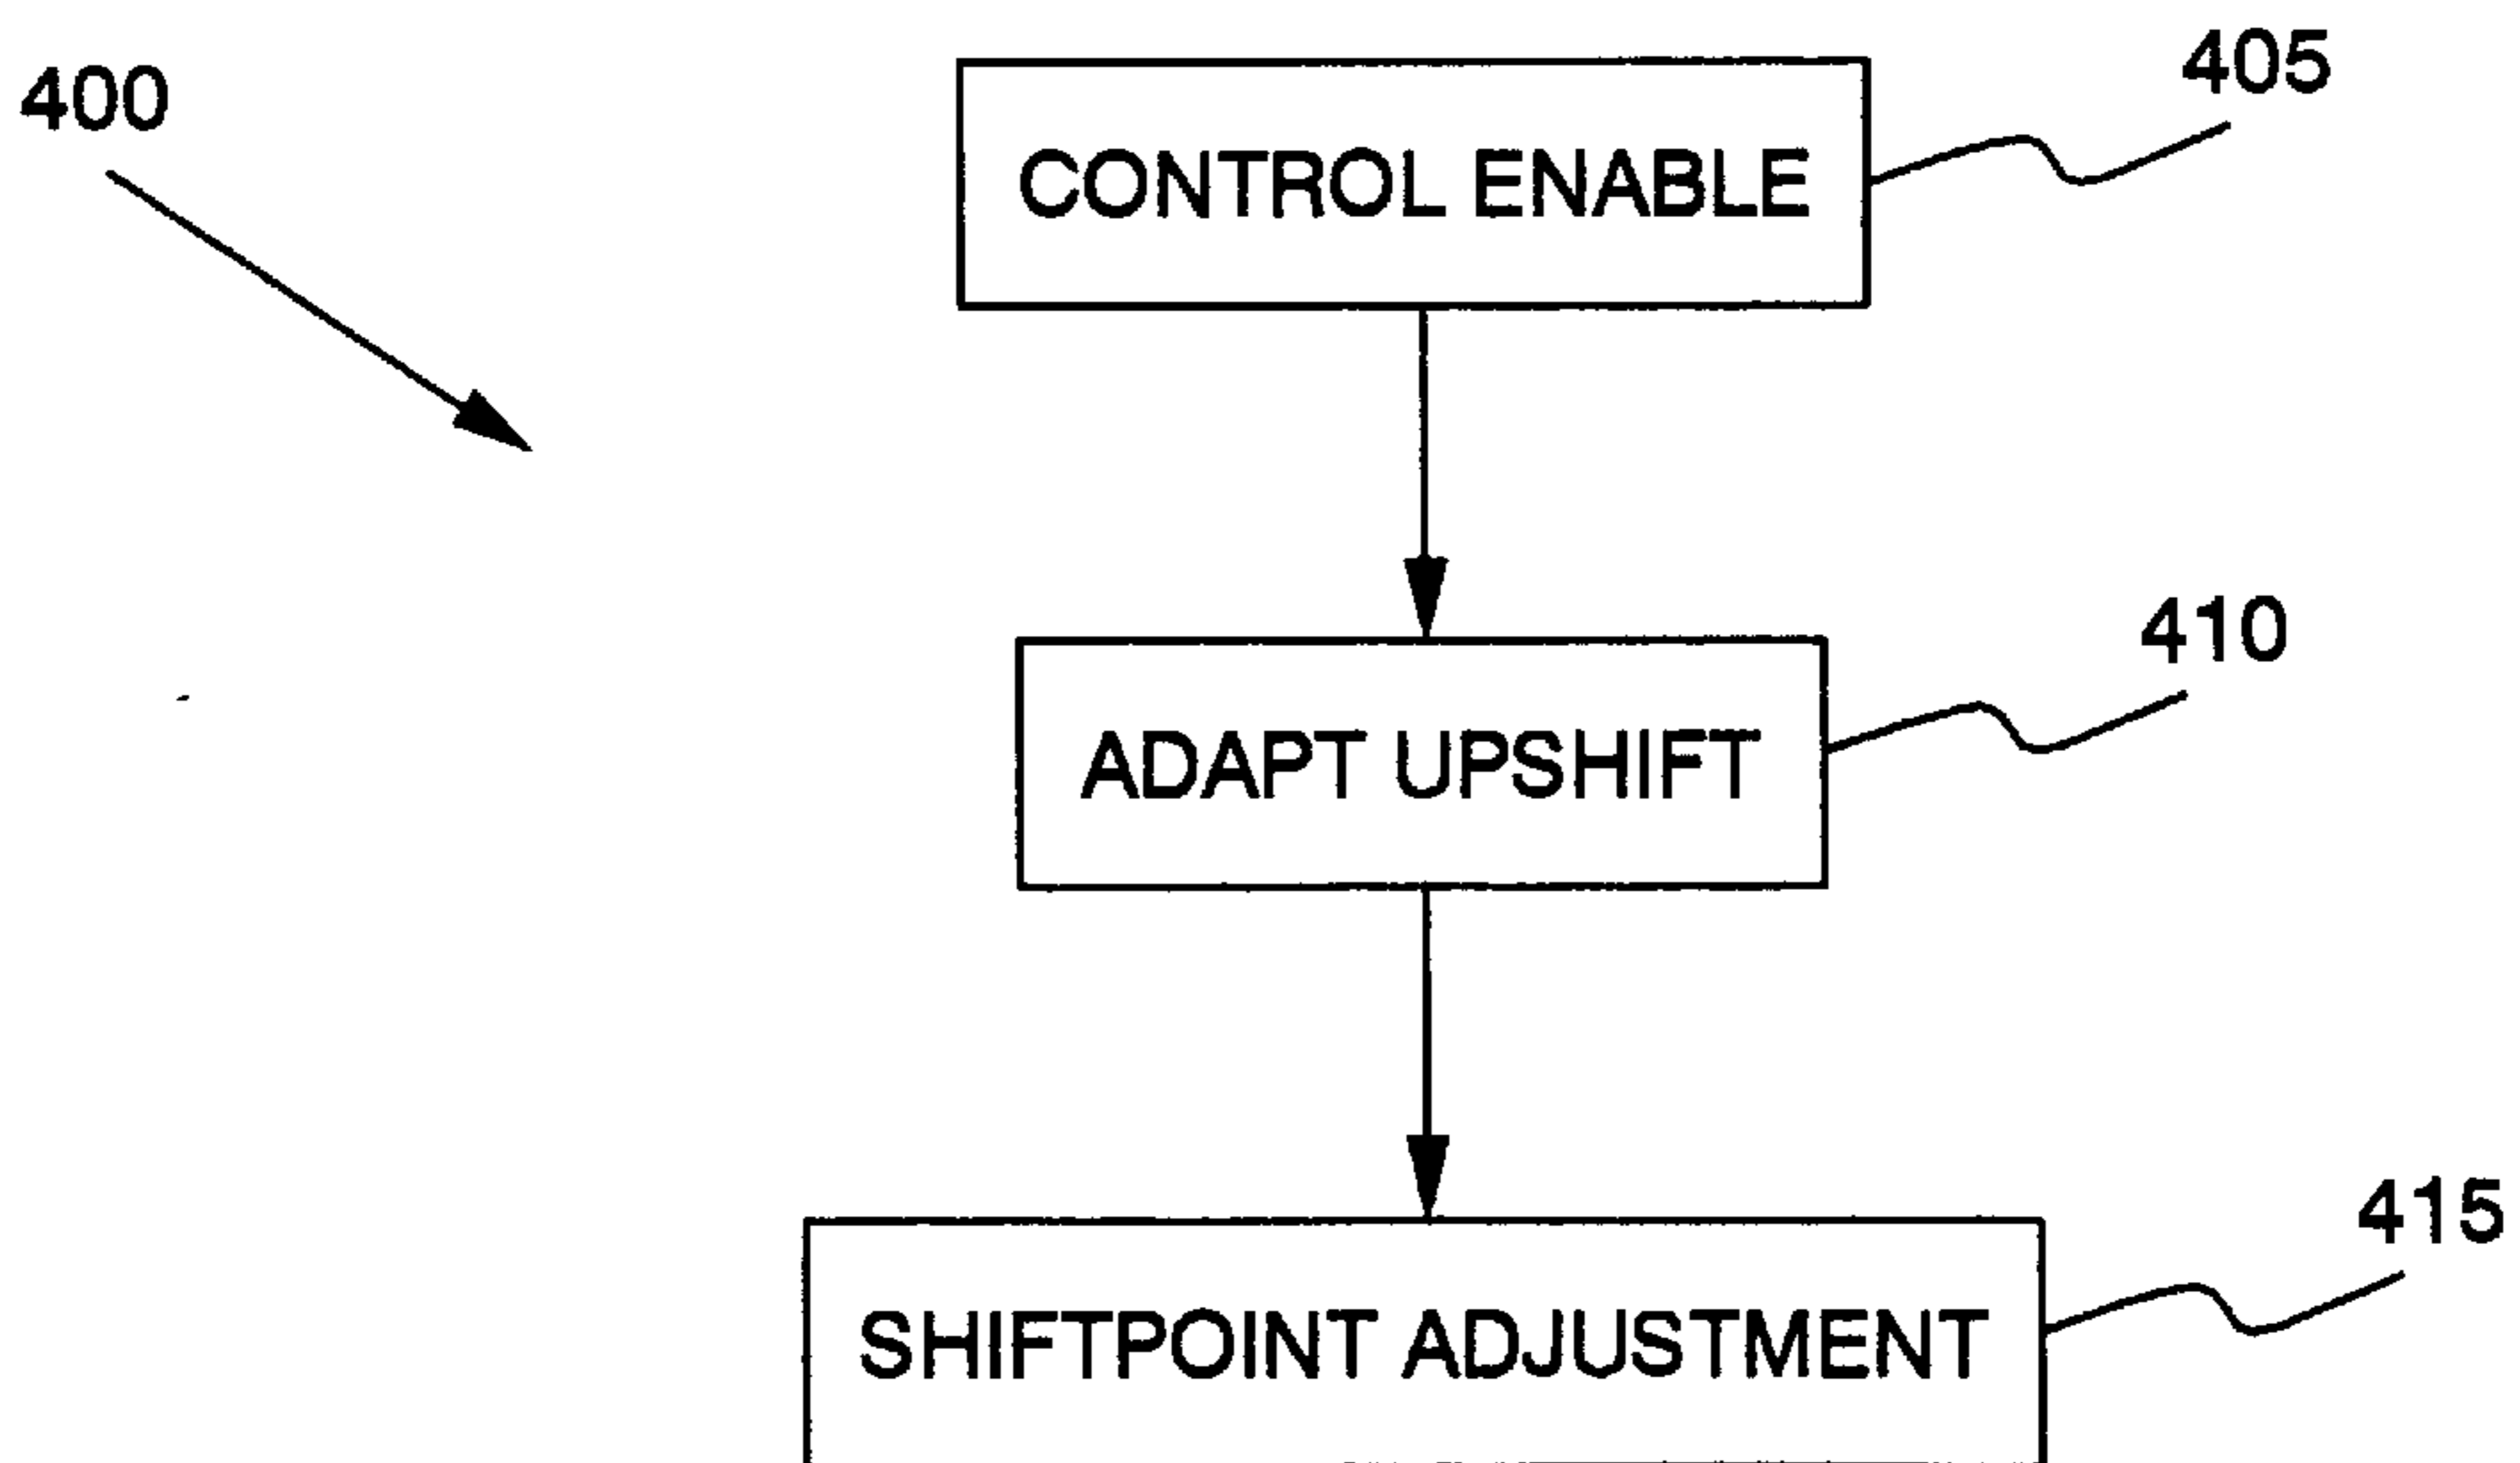 400
405
CONTROL ENABLE
410
ADAPT UPSHIFT
415
SHIFTPOINT ADJUSTMENT